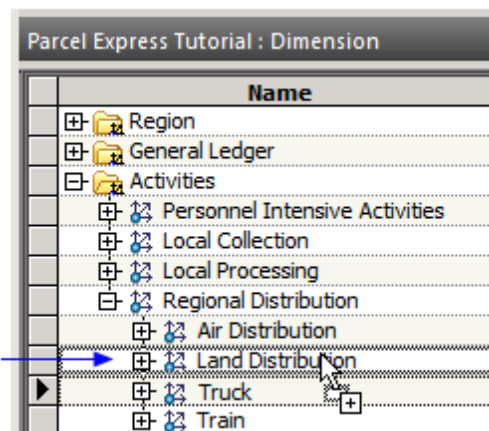 Parcel Express Tutorial : Dimension
Name
Region
General Ledger
Activities
Personnel Intensive Activities
Local Collection
Local Processing
Regional Distribution
Air Distribution
Land Distribution
Truck
Train